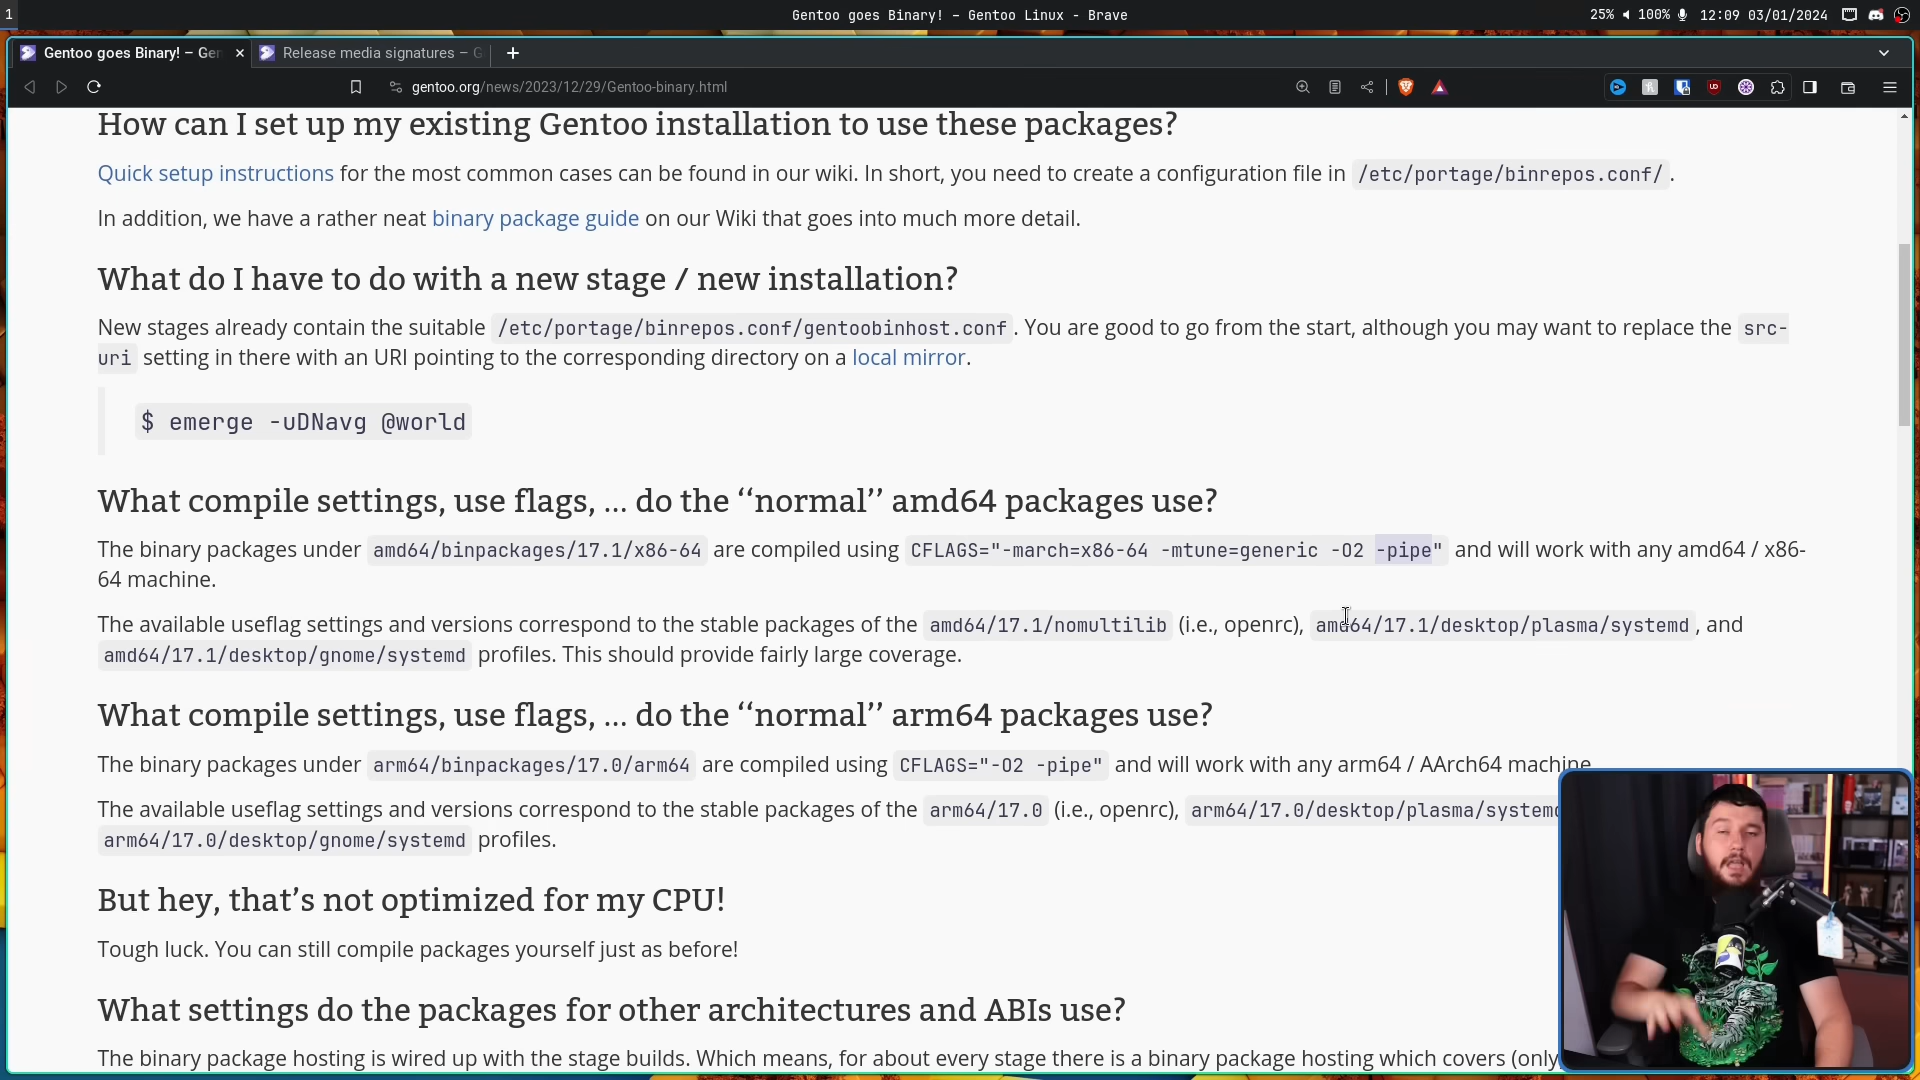 1
Gentoo goes Binary! – Gentoo Linux - Brave
25% 100% 12:09 03/01/2024
Gentoo goes Binary! – Gen
Release media signatures – G
gentoo.org/news/2023/12/29/Gentoo-binary.html
How can I set up my existing Gentoo installation to use these packages?
Quick setup instructions for the most common cases can be found in our wiki. In short, you need to create a configuration file in /etc/portage/binrepos.conf/.
In addition, we have a rather neat binary package guide on our Wiki that goes into much more detail.
What do I have to do with a new stage / new installation?
New stages already contain the suitable /etc/portage/binrepos.conf/gentoobinhost.conf. You are good to go from the start, although you may want to replace the src-
uri setting in there with an URI pointing to the corresponding directory on a local mirror.
$ emerge -uDNavg @world
What compile settings, use flags, … do the ‘‘normal’’ amd64 packages use?
The binary packages under amd64/binpackages/17.1/x86-64 are compiled using CFLAGS="-march=x86-64 -mtune=generic -O2 -pipe" and will work with any amd64 / x86-
64 machine.
The available useflag settings and versions correspond to the stable packages of the amd64/17.1/nomultilib (i.e., openrc), amd64/17.1/desktop/plasma/systemd, and
amd64/17.1/desktop/gnome/systemd profiles. This should provide fairly large coverage.
What compile settings, use flags, … do the ‘‘normal’’ arm64 packages use?
The binary packages under arm64/binpackages/17.0/arm64 are compiled using CFLAGS="-O2 -pipe" and will work with any arm64 / AArch64 machine
The available useflag settings and versions correspond to the stable packages of the arm64/17.0 (i.e., openrc), arm64/17.0/desktop/plasma/systemd
arm64/17.0/desktop/gnome/systemd profiles.
But hey, that’s not optimized for my CPU!
Tough luck. You can still compile packages yourself just as before!
What settings do the packages for other architectures and ABIs use?
The binary package hosting is wired up with the stage builds. Which means, for about every stage there is a binary package hosting which covers (only